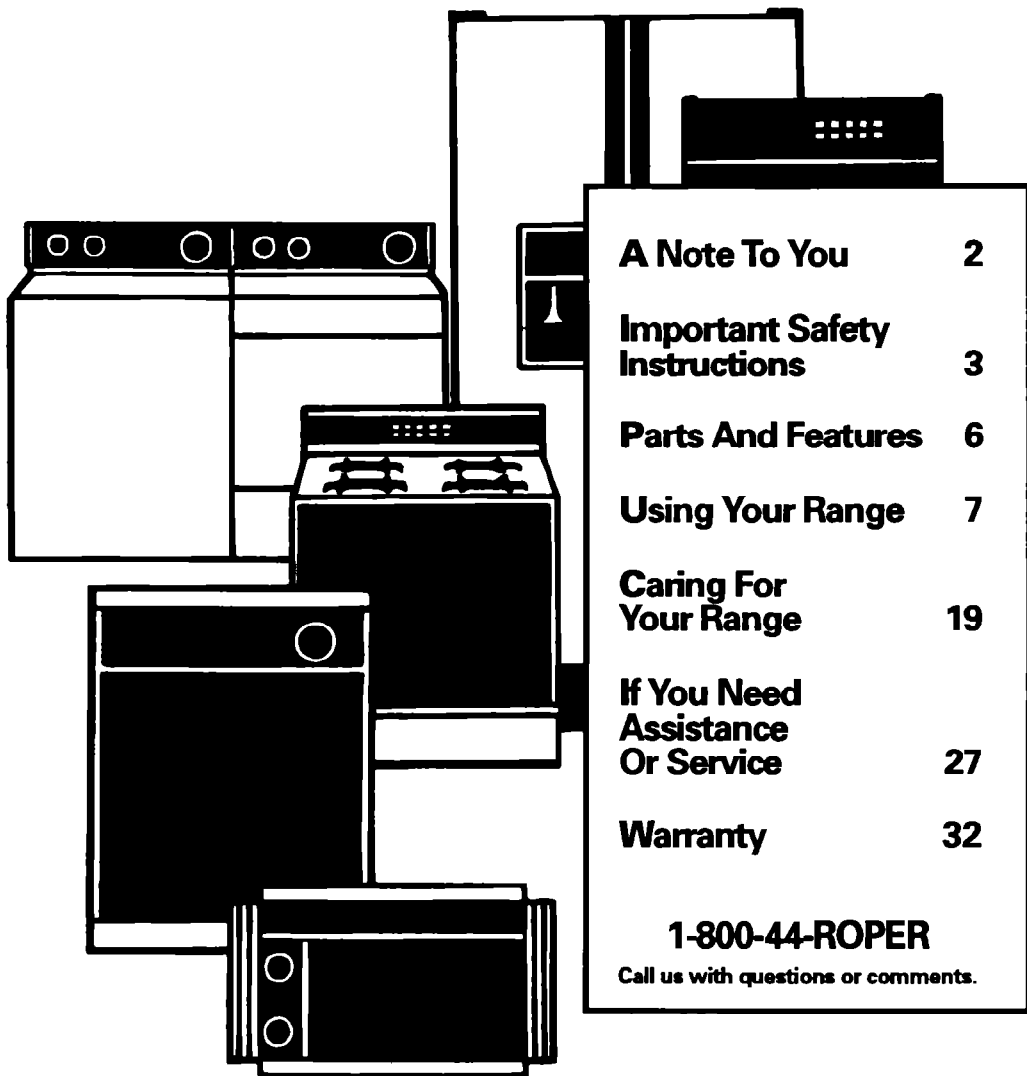 A Note To You 2
Important Safety
Instructions 3
Parts And Features 6
Using Your Range 7
Caring For
Your Range 19
If You Need
Assistance
Or Service 27
Warranty 32
1-800-44-ROPER
Call us with questions or comments.